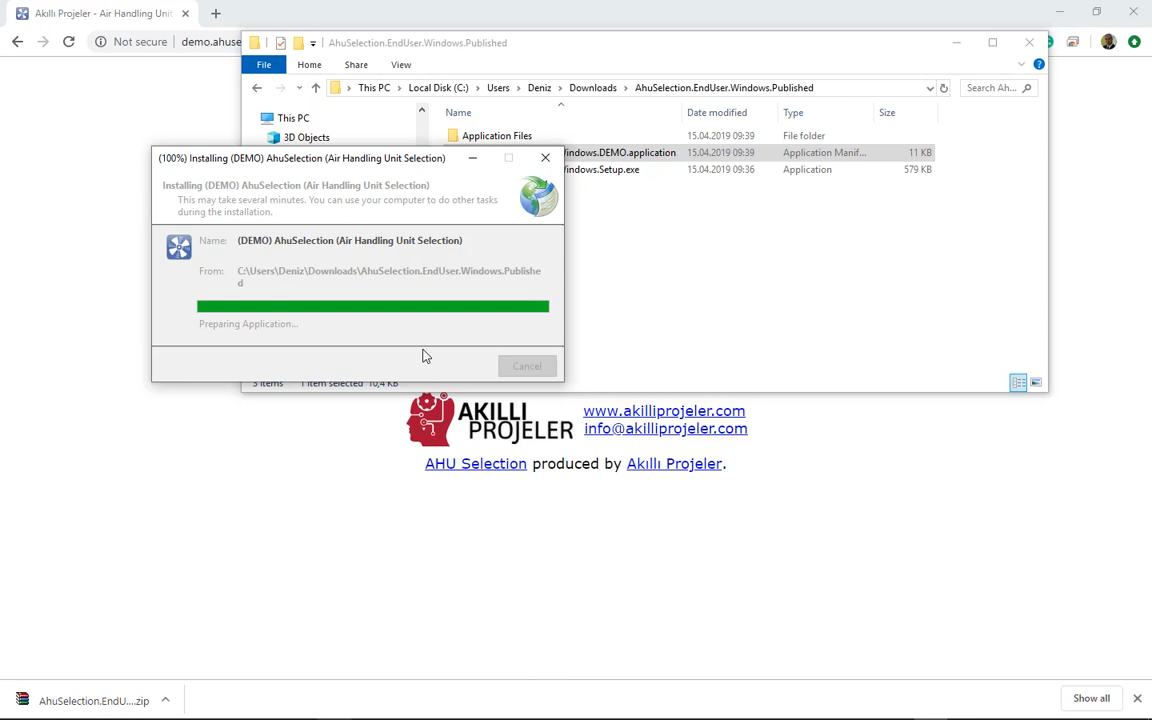 Akıllı Projeler - Air Handling Unit
Not secure
demo.ahuse
AhuSelection.EndUser.Windows.Published
File
Home
Share
View
This PC
Local Disk (C:)
Users
Deniz
Downloads
AhuSelection.EndUser.Windows.Published
Search Ah...
This PC
3D Objects
Name
Date modified
Type
Size
Application Files
15.04.2019 09:39
File folder
indows.DEMO.application
15.04.2019 09:39
Application Manif...
11 KB
indows.Setup.exe
15.04.2019 09:36
Application
579 KB
(100%) Installing (DEMO) AhuSelection (Air Handling Unit Selection)
Installing (DEMO) AhuSelection (Air Handling Unit Selection)
This may take several minutes. You can use your computer to do other tasks
during the installation.
Name:
(DEMO) AhuSelection (Air Handling Unit Selection)
From:
C:\Users\Deniz\Downloads\AhuSelection.EndUser.Windows.Publishe
d
Preparing Application...
Cancel
3 items
1 item selected 10,4 KB
AKILLI
PROJELER
www.akilliprojeler.com
info@akilliprojeler.com
AHU Selection produced by Akıllı Projeler.
AhuSelection.EndU....zip
Show all